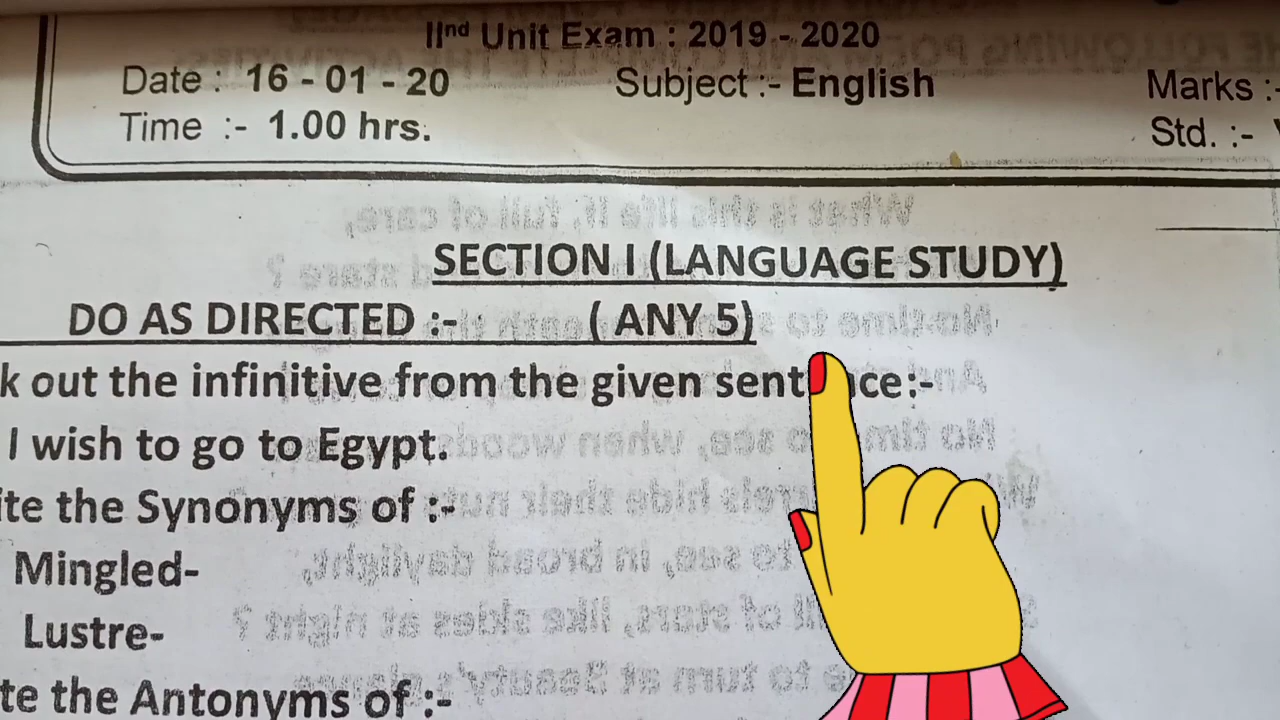 IInd Unit Exam : 2019 - 2020
Date : 16 - 01 - 20 Subject :- English Marks :-
Time :- 1.00 hrs. Std. :-
SECTION I (LANGUAGE STUDY)
DO AS DIRECTED :- ( ANY 5)
k out the infinitive from the given :-
I wish to go to Egypt.
ite the Synonyms of :-
Mingled-
Lustre-
te the Antonyms of :-